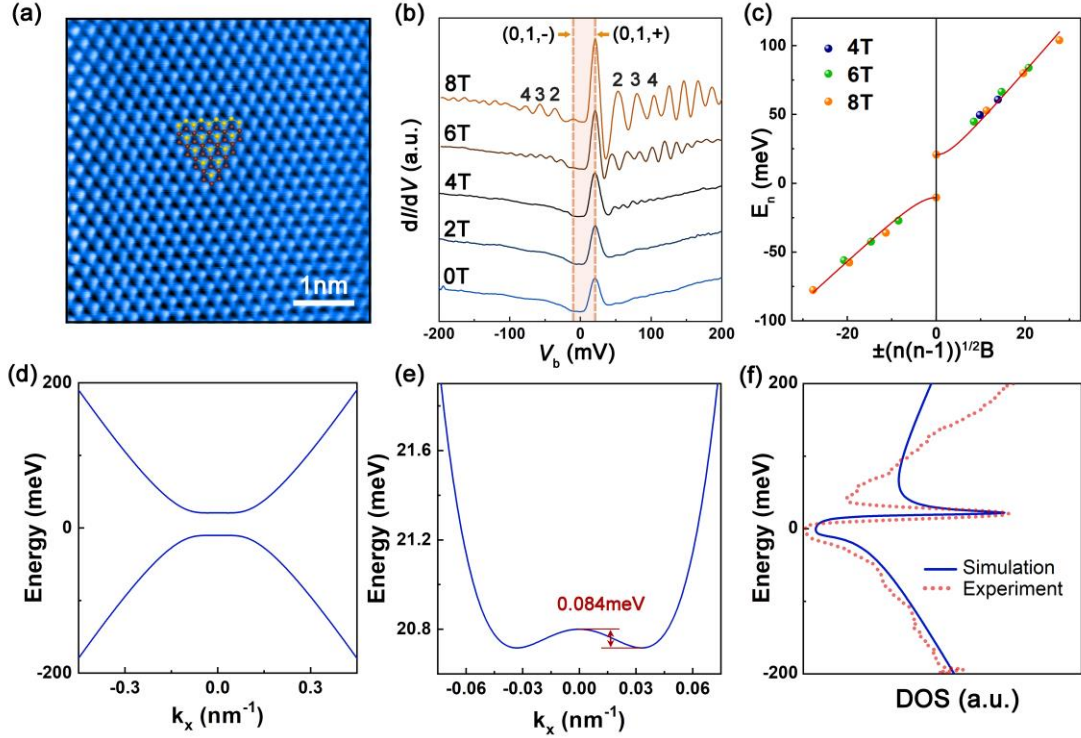 (a)
1nm
(b)
(0,1,-)
(0,1,+)
8T
4 3 2
2 3 4
6T
4T
2T
0T
dI/dV (a.u.)
-200 -100 0 100 200
V_b (mV)
(c)
4T
6T
8T
100
50
0
-50
-100
E_n (meV)
-20 0 20
±(n(n-1))^{1/2}B
(d)
200
0
-200
Energy (meV)
-0.3 0.0 0.3
k_x (nm^{-1})
(e)
21.6
21.2
20.8
Energy (meV)
0.084meV
-0.06 -0.03 0.00 0.03 0.06
k_x (nm^{-1})
(f)
200
100
0
-100
-200
Energy (meV)
Simulation
Experiment
DOS (a.u.)